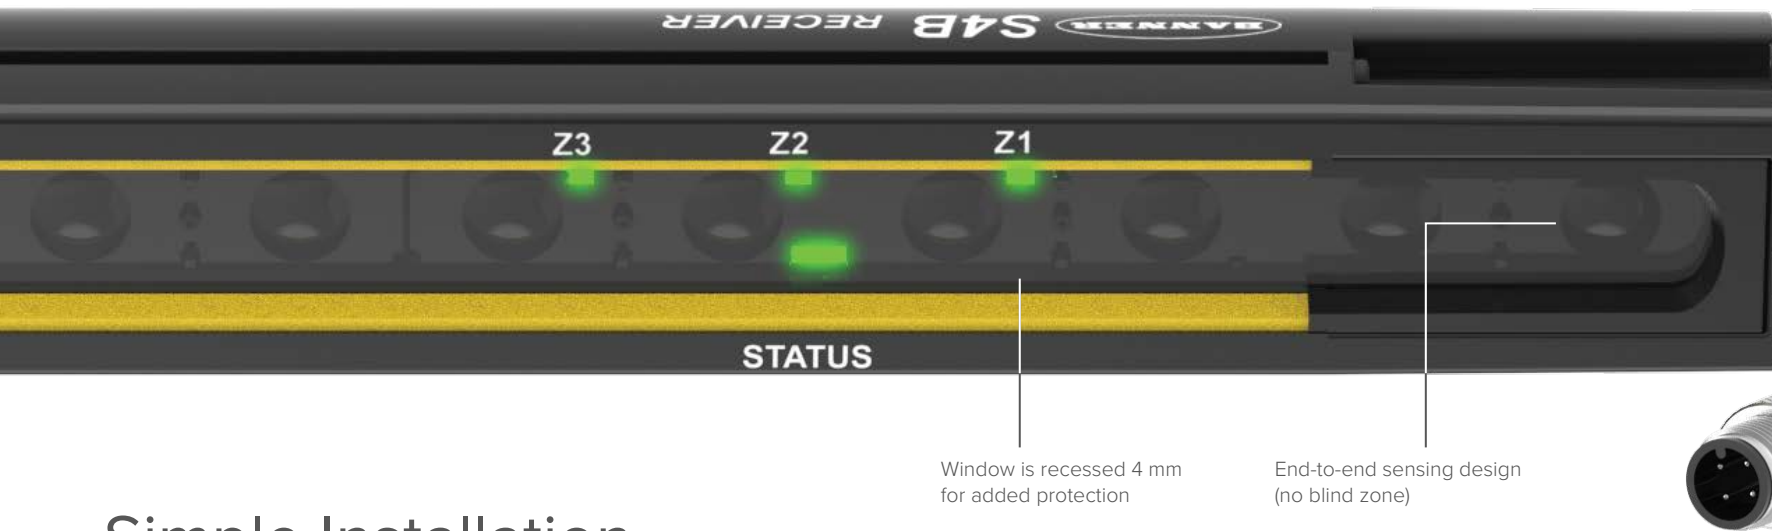 BANNER S4B RECEIVER
Z3 Z2 Z1
STATUS
Window is recessed 4 mm
for added protection
End-to-end sensing design
(no blind zone)
Simple Installation